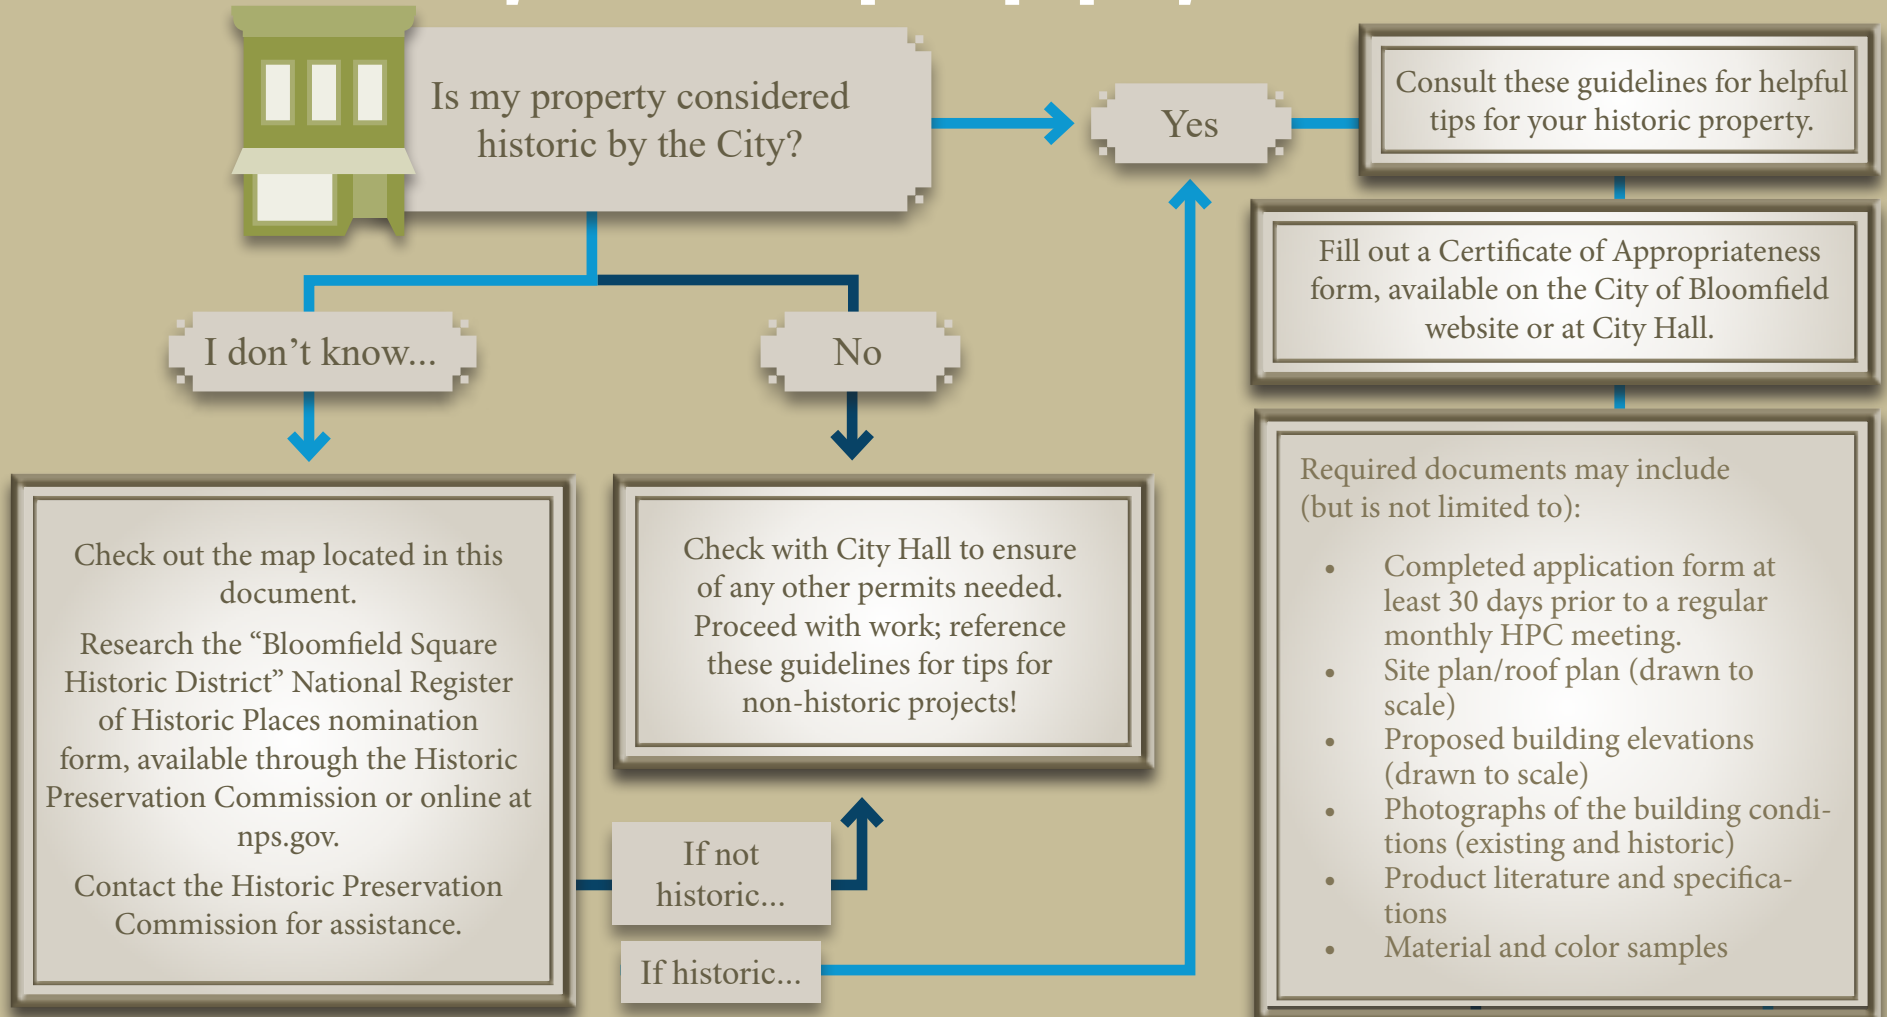 Is my property considered
historic by the City?
Yes
Consult these guidelines for helpful
tips for your historic property.
Fill out a Certificate of Appropriateness
form, available on the City of Bloomfield
website or at City Hall.
I don’t know...
No
Check out the map located in this
document.
Research the “Bloomfield Square
Historic District” National Register
of Historic Places nomination
form, available through the Historic
Preservation Commission or online at
nps.gov.
Contact the Historic Preservation
Commission for assistance.
Check with City Hall to ensure
of any other permits needed.
Proceed with work; reference
these guidelines for tips for
non-historic projects!
If not
historic...
If historic...
Required documents may include
(but is not limited to):
• Completed application form at
least 30 days prior to a regular
monthly HPC meeting.
• Site plan/roof plan (drawn to
scale)
• Proposed building elevations
(drawn to scale)
• Photographs of the building condi-
tions (existing and historic)
• Product literature and specifica-
tions
• Material and color samples